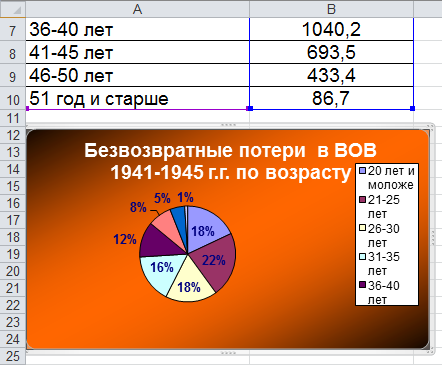 A B
7 36-40 лет 1040,2
8 41-45 лет 693,5
9 46-50 лет 433,4
10 51 год и старше 86,7
11
12
13
14
15
16
17
18
19
20
21
22
23
24
25
Безвозвратные потери в ВОВ
1941-1945 г.г. по возрасту
18%
22%
18%
16%
12%
8%
5%
1%
20 лет и
моложе
21-25
лет
26-30
лет
31-35
лет
36-40
лет